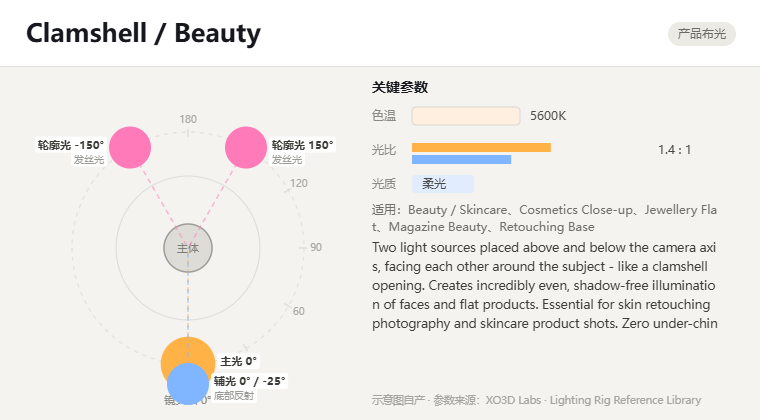 Clamshell / Beauty
产品布光
关键参数
色温
5600K
光比
1.4 : 1
光质
柔光
适用：Beauty / Skincare、Cosmetics Close-up、Jewellery Fla
t、Magazine Beauty、Retouching Base
Two light sources placed above and below the camera axi
s, facing each other around the subject - like a clamshell
opening. Creates incredibly even, shadow-free illuminatio
n of faces and flat products. Essential for skin retouching
photography and skincare product shots. Zero under-chin
180
轮廓光 -150°
发丝光
轮廓光 150°
发丝光
120
主体
90
60
主光 0°
辅光 0° / -25°
底部反射
0°
示意图自产 · 参数来源：XO3D Labs · Lighting Rig Reference Library